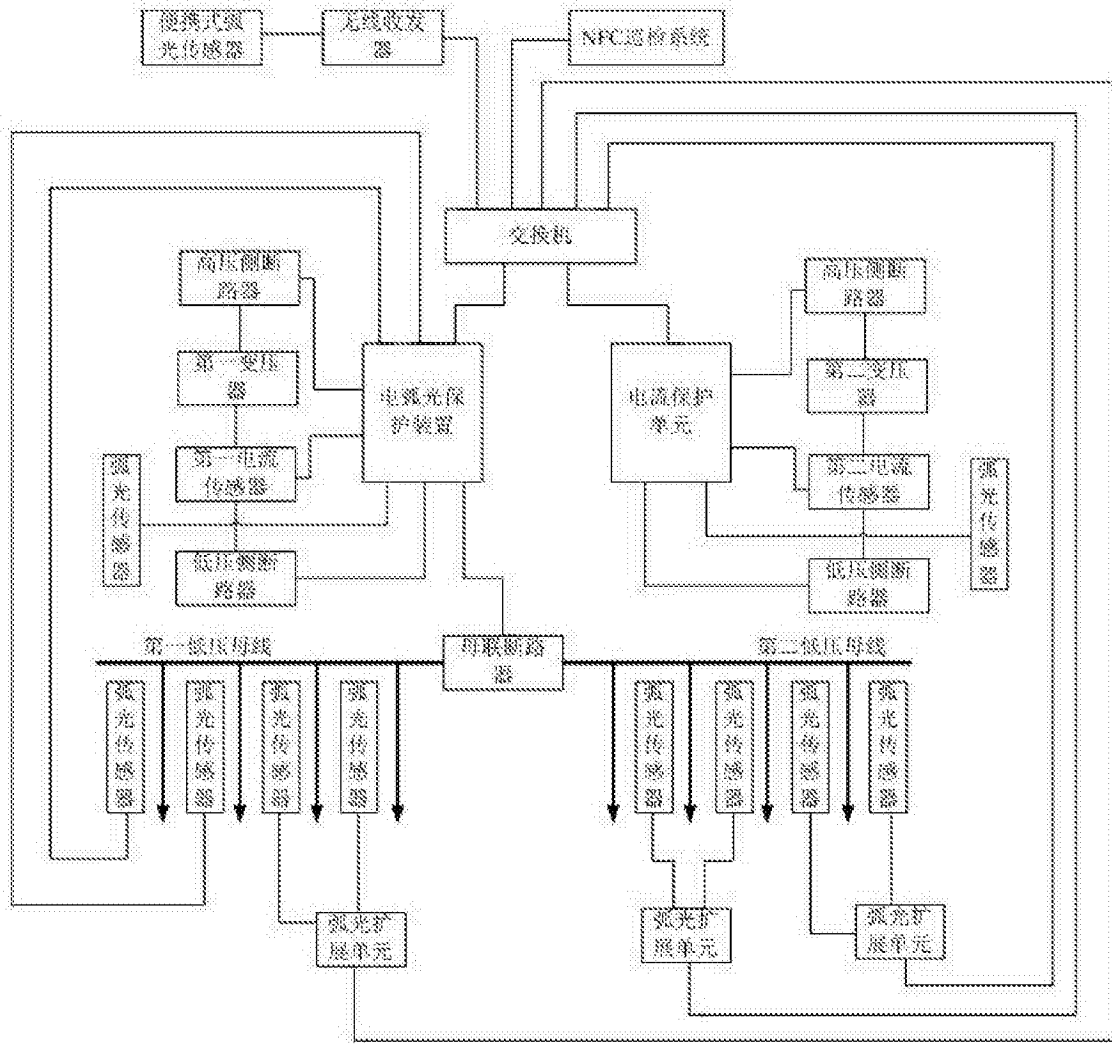 便携式弧
光传感器
无线收发
器
NFC巡检系统
交换机
高压侧断
路器
高压侧断
路器
第一变压
器
电弧光保
护装置
电流保护
单元
第二变压
器
第一电流
传感器
第二电流
传感器
弧光传感器
弧光传感器
低压侧断
路器
低压侧断
路器
第一低压母线
母联断路
器
第二低压母线
弧光传感器
弧光传感器
弧光传感器
弧光传感器
弧光传感器
弧光传感器
弧光传感器
弧光传感器
弧光扩
展单元
弧光扩
展单元
弧光扩
展单元